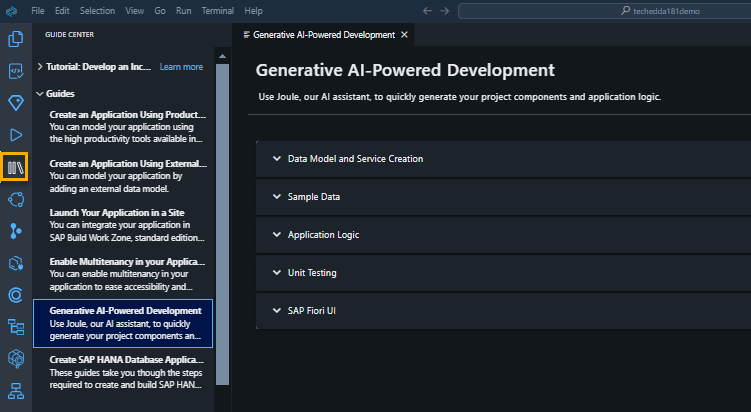 File Edit Selection View Go Run Terminal Help
techedda181demo
GUIDE CENTER
Tutorial: Develop an Inc... Learn more
Guides
Create an Application Using Product...
You can model your application using
the high productivity tools available in...
Create an Application Using External...
You can model your application by
adding an external data model.
Launch Your Application in a Site
You can integrate your application in
SAP Build Work Zone, standard edition...
Enable Multitenancy in your Applica...
You can enable multitenancy in your
application to ease accessibility and...
Generative AI-Powered Development
Use Joule, our AI assistant, to quickly
generate your project components an...
Create SAP HANA Database Applica...
These guides take you though the steps
required to create and build SAP HAN...
Generative AI-Powered Development
Generative AI-Powered Development
Use Joule, our AI assistant, to quickly generate your project components and application logic.
Data Model and Service Creation
Sample Data
Application Logic
Unit Testing
SAP Fiori UI